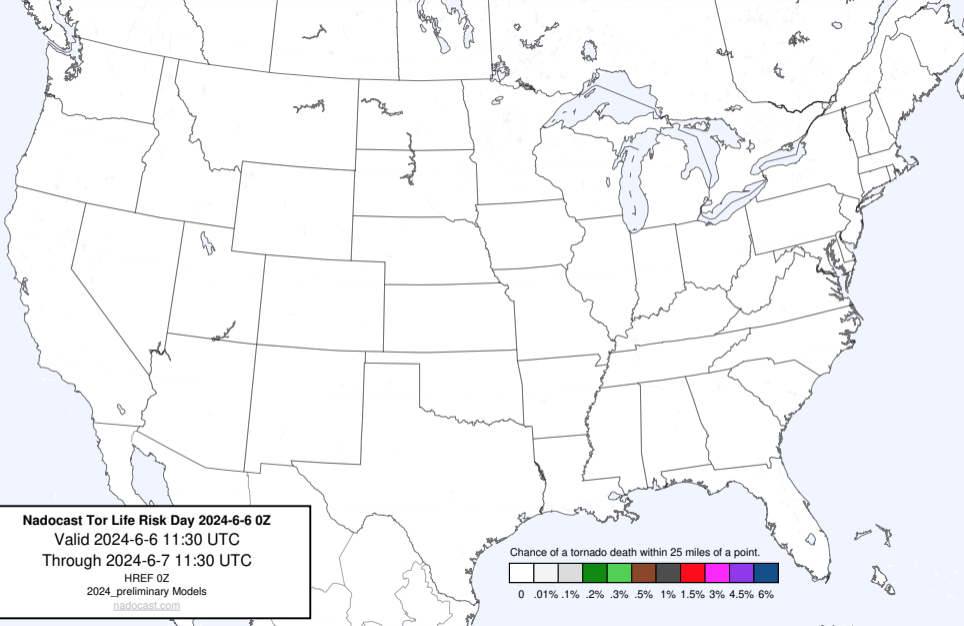 Nadocast Tor Life Risk Day 2024-6-6 0Z
Valid 2024-6-6 11:30 UTC
Through 2024-6-7 11:30 UTC
HREF 0Z
2024_preliminary Models
nadocast.com
Chance of a tornado death within 25 miles of a point.
0 .01% .1% .2% .3% .5% 1% 1.5% 3% 4.5% 6%